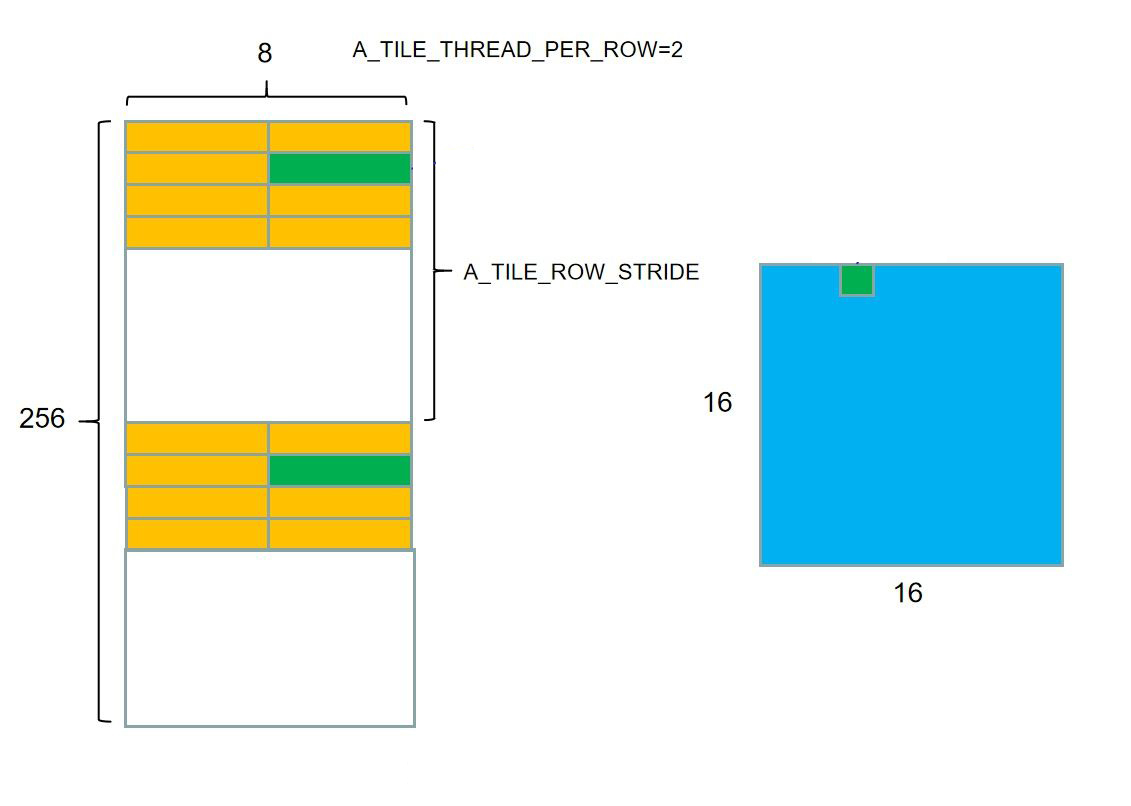 8
A_TILE_THREAD_PER_ROW=2
A_TILE_ROW_STRIDE
256
16
16